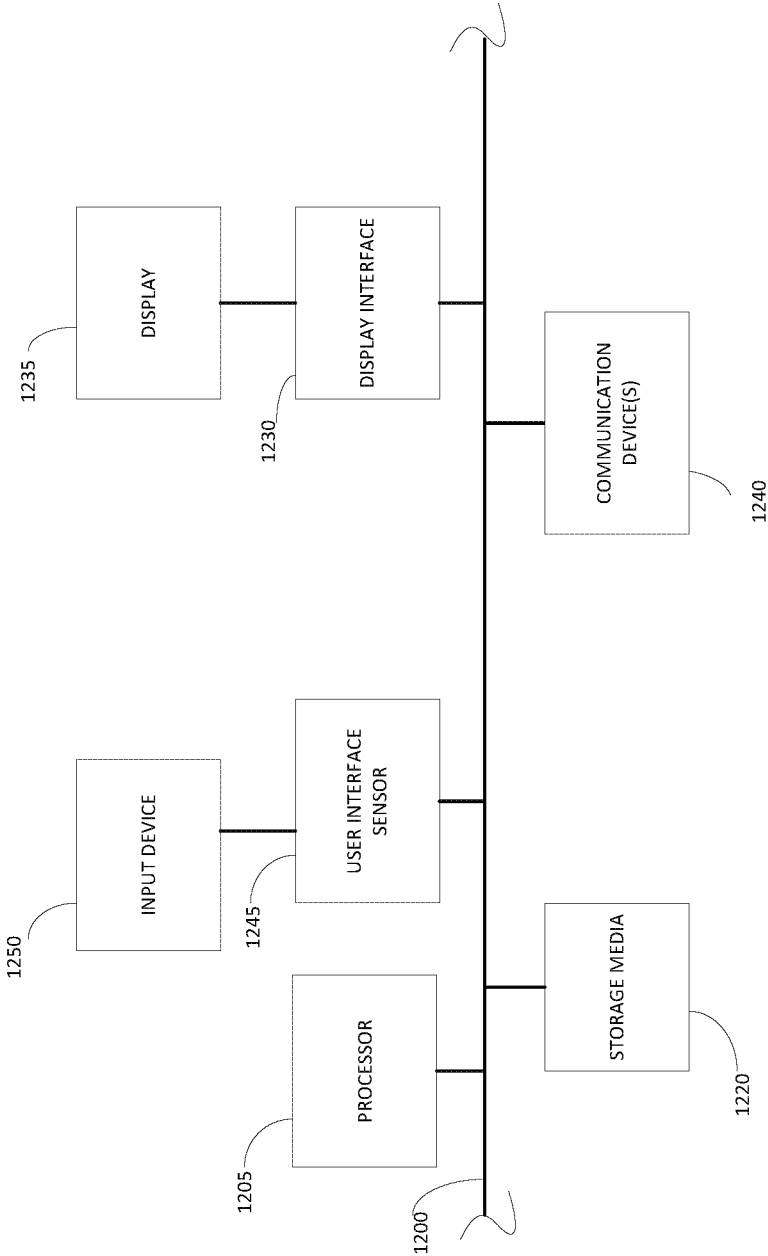 1250
INPUT DEVICE
1235
DISPLAY
1205
PROCESSOR
1245
USER INTERFACE
SENSOR
1230
DISPLAY INTERFACE
1200
STORAGE MEDIA
1220
COMMUNICATION
DEVICE(S)
1240